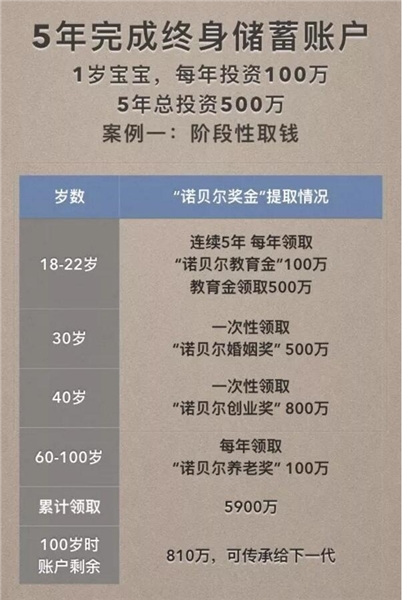 5年完成终身储蓄账户
1岁宝宝，每年投资100万
5年总投资500万
案例一：阶段性取钱
岁数
“诺贝尔奖金”提取情况
18-22岁
连续5年 每年领取
“诺贝尔教育金”100万
教育金领取500万
30岁
一次性领取
“诺贝尔婚姻奖” 500万
40岁
一次性领取
“诺贝尔创业奖” 800万
60-100岁
每年领取
“诺贝尔养老奖” 100万
累计领取
5900万
100岁时
账户剩余
810万，可传承给下一代